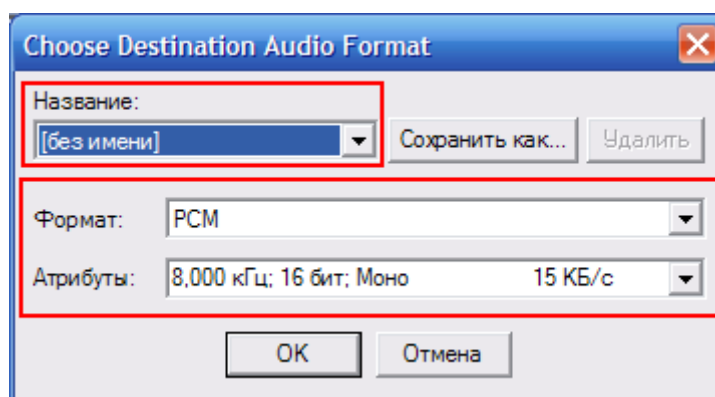 Choose Destination Audio Format
Название:
[без имени]
Сохранить как...
Удалить
Формат:
PCM
Атрибуты:
8,000 кГц; 16 бит; Моно 15 КБ/с
OK
Отмена